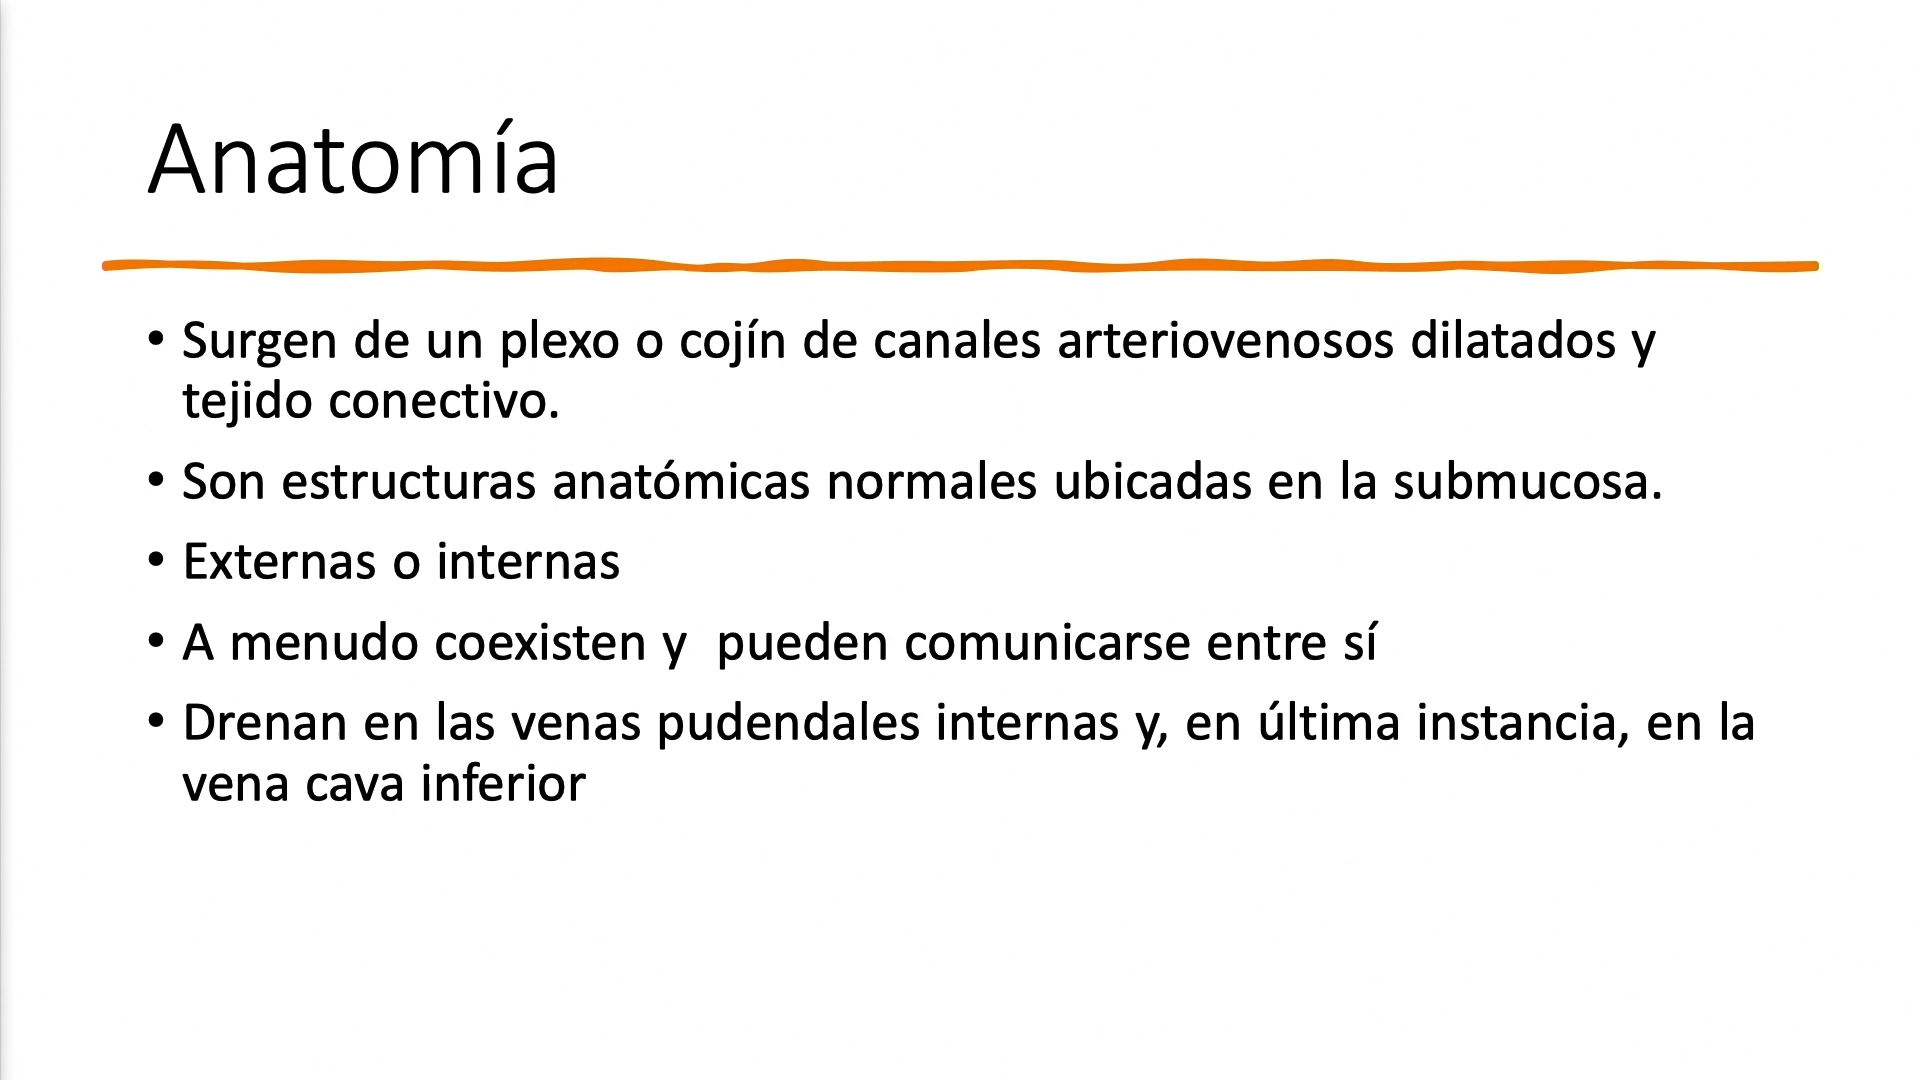 Anatomía
• Surgen de un plexo o cojín de canales arteriovenosos dilatados y
tejido conectivo.
• Son estructuras anatómicas normales ubicadas en la submucosa.
• Externas o internas
• A menudo coexisten y  pueden comunicarse entre sí
• Drenan en las venas pudendales internas y, en última instancia, en la
vena cava inferior